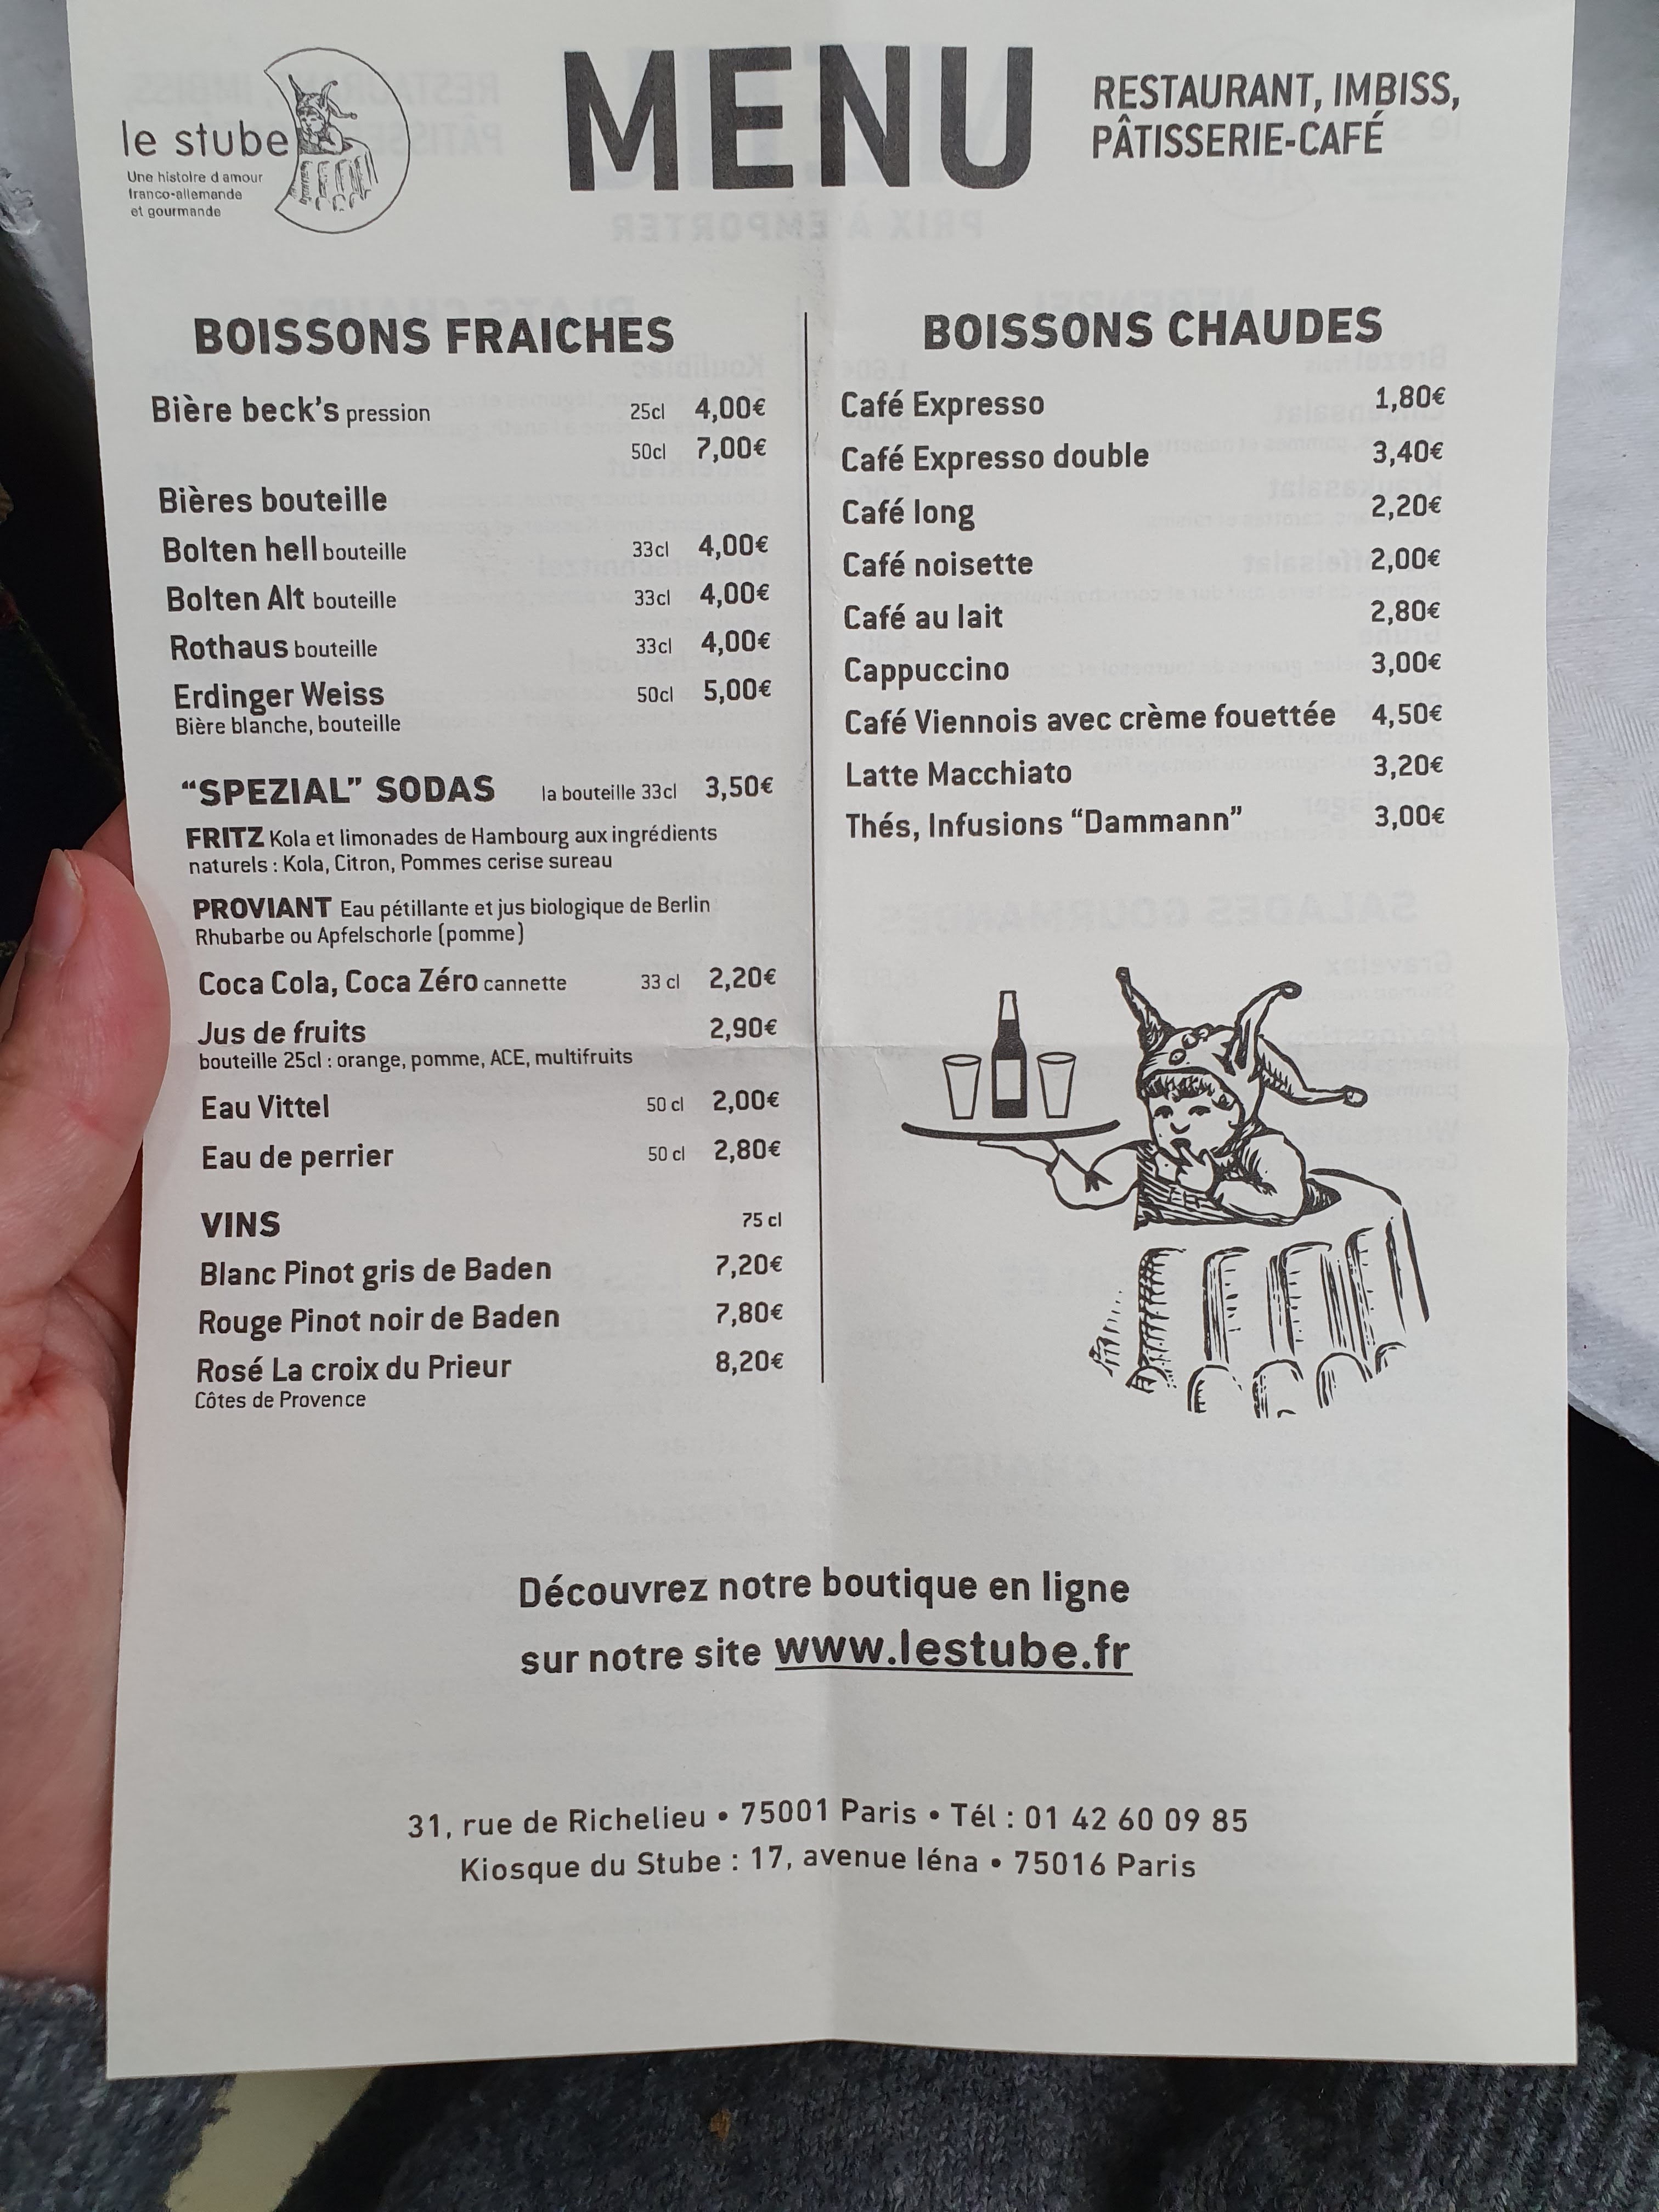 le stube
Une histoire d amour
franco-allemande
et gourmande
MENU
RESTAURANT, IMBISS,
PÂTISSERIE-CAFÉ
BOISSONS FRAICHES
Bière beck's pression 25cl 4,00€
50cl 7,00€
Bières bouteille
Bolten hell bouteille 33cl 4,00€
Bolten Alt bouteille 33cl 4,00€
Rothaus bouteille 33cl 4,00€
Erdinger Weiss 50cl 5,00€
Bière blanche, bouteille
“SPEZIAL” SODAS la bouteille 33cl 3,50€
FRITZ Kola et limonades de Hambourg aux ingrédients
naturels : Kola, Citron, Pommes cerise sureau
PROVIANT Eau pétillante et jus biologique de Berlin
Rhubarbe ou Apfelschorle (pomme)
Coca Cola, Coca Zéro cannette 33 cl 2,20€
Jus de fruits 2,90€
bouteille 25cl : orange, pomme, ACE, multifruits
Eau Vittel 50 cl 2,00€
Eau de perrier 50 cl 2,80€
VINS 75 cl
Blanc Pinot gris de Baden 7,20€
Rouge Pinot noir de Baden 7,80€
Rosé La croix du Prieur 8,20€
Côtes de Provence
BOISSONS CHAUDES
Café Expresso 1,80€
Café Expresso double 3,40€
Café long 2,20€
Café noisette 2,00€
Café au lait 2,80€
Cappuccino 3,00€
Café Viennois avec crème fouettée 4,50€
Latte Macchiato 3,20€
Thés, Infusions “Dammann” 3,00€
Découvrez notre boutique en ligne
sur notre site www.lestube.fr
31, rue de Richelieu • 75001 Paris • Tél : 01 42 60 09 85
Kiosque du Stube : 17, avenue Iéna • 75016 Paris